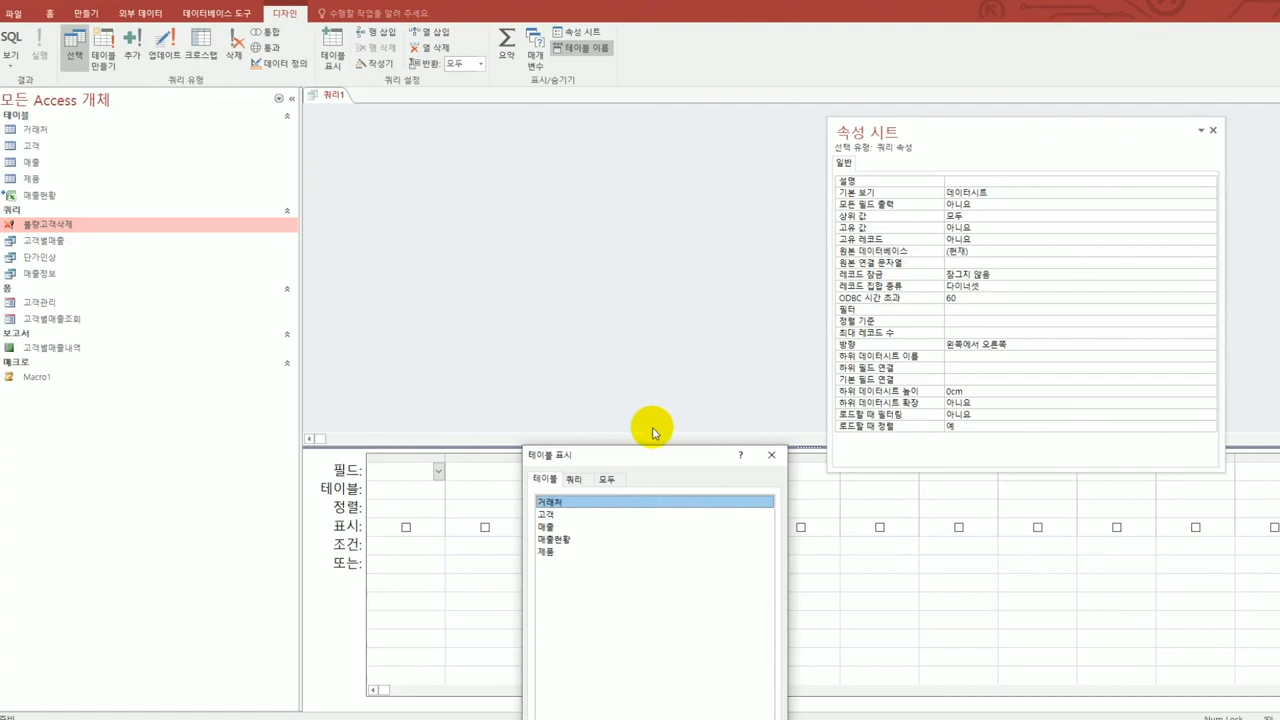 파일 홈 만들기 외부 데이터 데이터베이스 도구 디자인 수행할 작업을 알려 주세요.
SQL
보기
실행
선택
테이블
만들기
추가
업데이트
크로스탭
삭제
통합
통과
데이터 정의
테이블
표시
행 삽입
행 삭제
작성기
열 삽입
열 삭제
반환: 모두
요약
매개
변수
속성 시트
테이블 이름
결과
쿼리 유형
쿼리 설정
표시/숨기기
모든 Access 개체
테이블
거래처
고객
매출
제품
매출현황
쿼리
불량고객삭제
고객별매출
단가인상
매출정보
폼
고객관리
고객별매출조회
보고서
고객별매출내역
매크로
Macro1
쿼리1
속성 시트
선택 유형: 쿼리 속성
일반
설명
기본 보기 데이터시트
모든 필드 출력 아니요
상위 값 모두
고유 값 아니요
고유 레코드 아니요
원본 데이터베이스 (현재)
원본 연결 문자열
레코드 잠금 잠그지 않음
레코드 집합 종류 다이너셋
ODBC 시간 초과 60
필터
정렬 기준
최대 레코드 수
방향 왼쪽에서 오른쪽
하위 데이터시트 이름
하위 필드 연결
기본 필드 연결
하위 데이터시트 높이 0cm
하위 데이터시트 확장 아니요
로드할 때 필터링 아니요
로드할 때 정렬 예
필드:
테이블:
정렬:
표시:
조건:
또는:
테이블 표시 ?
테이블 쿼리 모두
거래처
고객
매출
매출현황
제품